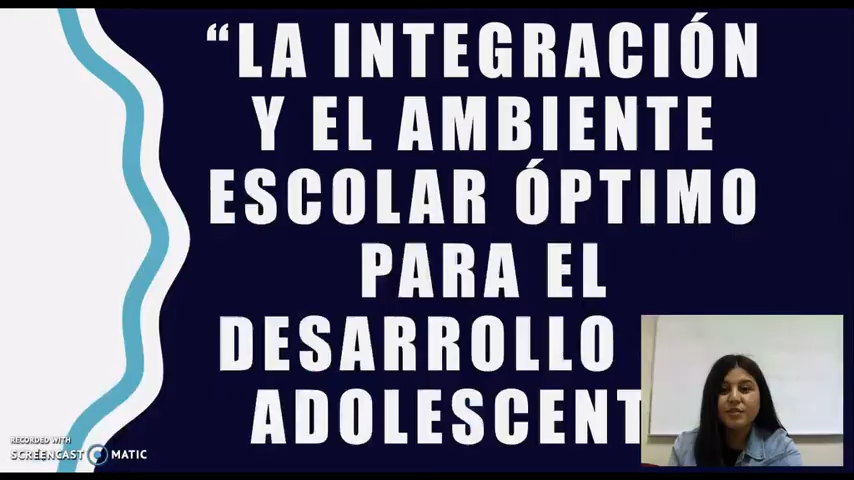 “LA INTEGRACIÓN
Y EL AMBIENTE
ESCOLAR ÓPTIMO
PARA EL
DESARROLLO
ADOLESCENT
RECORDED WITH
SCREENCAST MATIC